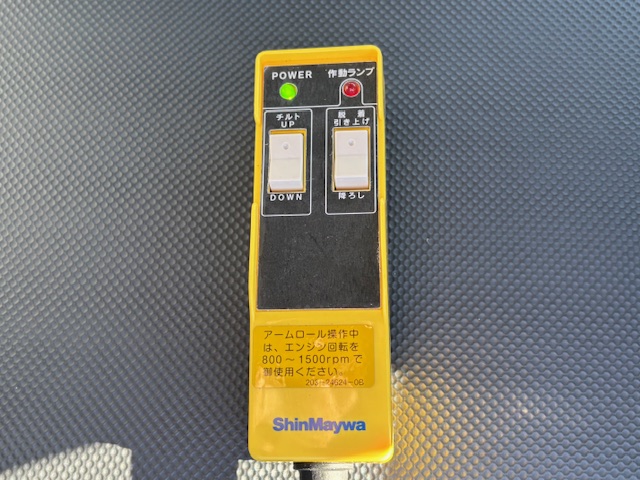 POWER 作動ランプ
チルト
UP
DOWN
脱 着
引き上げ
降ろし
アームロール操作中
は、エンジン回転を
800～1500rpmで
御使用ください。
ShinMaywa